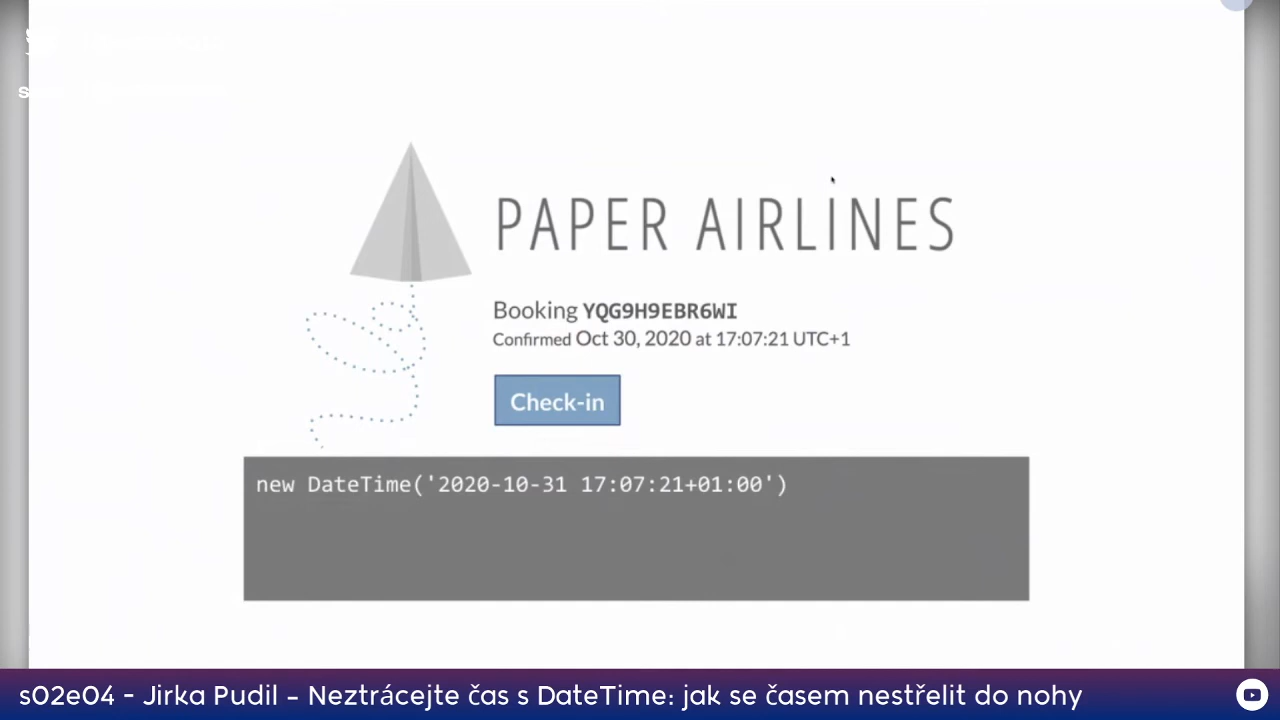 PAPER AIRLINES
Booking YQG9H9EBR6WI
Confirmed Oct 30, 2020 at 17:07:21 UTC+1
Check-in
new DateTime('2020-10-31 17:07:21+01:00')
s02e04 - Jirka Pudil – Neztrácejte čas s DateTime: jak se časem nestřelit do nohy